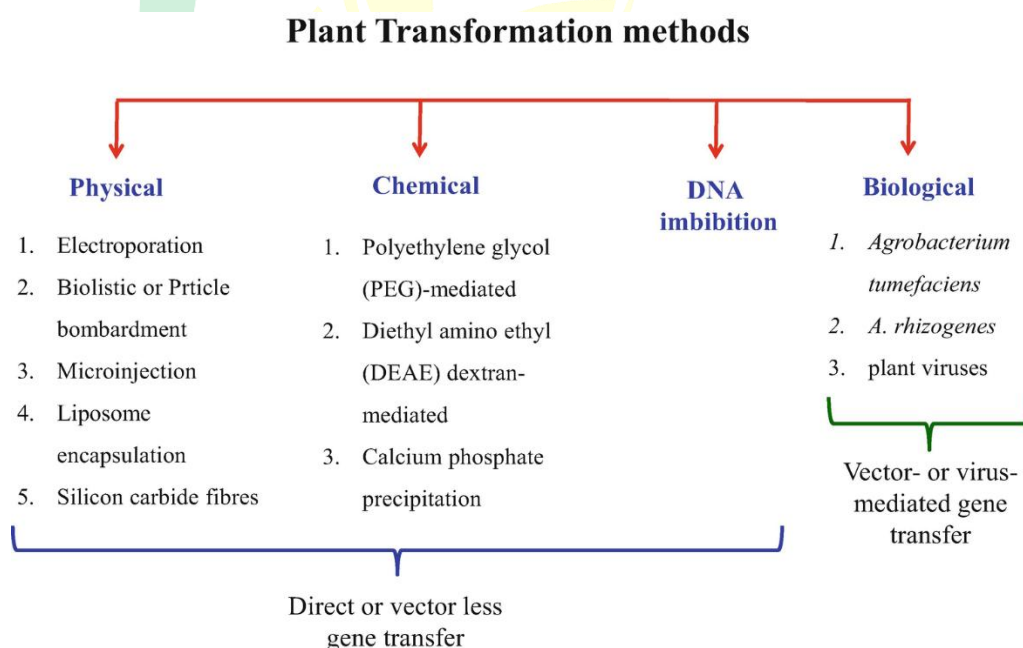 Plant Transformation methods
Physical
1. Electroporation
2. Biolistic or Prticle
bombardment
3. Microinjection
4. Liposome
encapsulation
5. Silicon carbide fibres
Chemical
1. Polyethylene glycol
(PEG)-mediated
2. Diethyl amino ethyl
(DEAE) dextran-
mediated
3. Calcium phosphate
precipitation
DNA
imbibition
Biological
1. Agrobacterium
tumefaciens
2. A. rhizogenes
3. plant viruses
Direct or vector less
gene transfer
Vector- or virus-
mediated gene
transfer